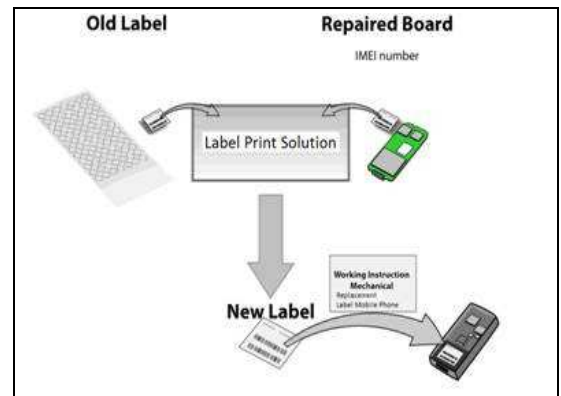 Old Label
Repaired Board
IMEI number
Label Print Solution
Working Instruction
Mechanical
Replacement
Label Mobile Phone
New Label